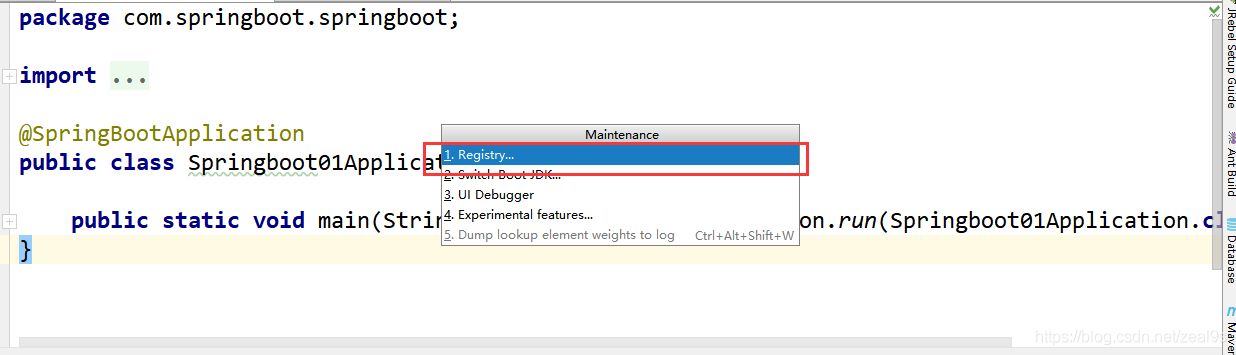 package com.springboot.springboot;
import ...
@SpringBootApplication
public class Springboot01Applicat
Maintenance
1. Registry...
2. Switch Boot JDK...
3. UI Debugger
4. Experimental features...
5. Dump lookup element weights to log Ctrl+Alt+Shift+W
public static void main(Strin
on.run(Springboot01Application.cl
}
JRebel Setup Guide
Ant Build
Database
Maven
https://blog.csdn.net/zeal9